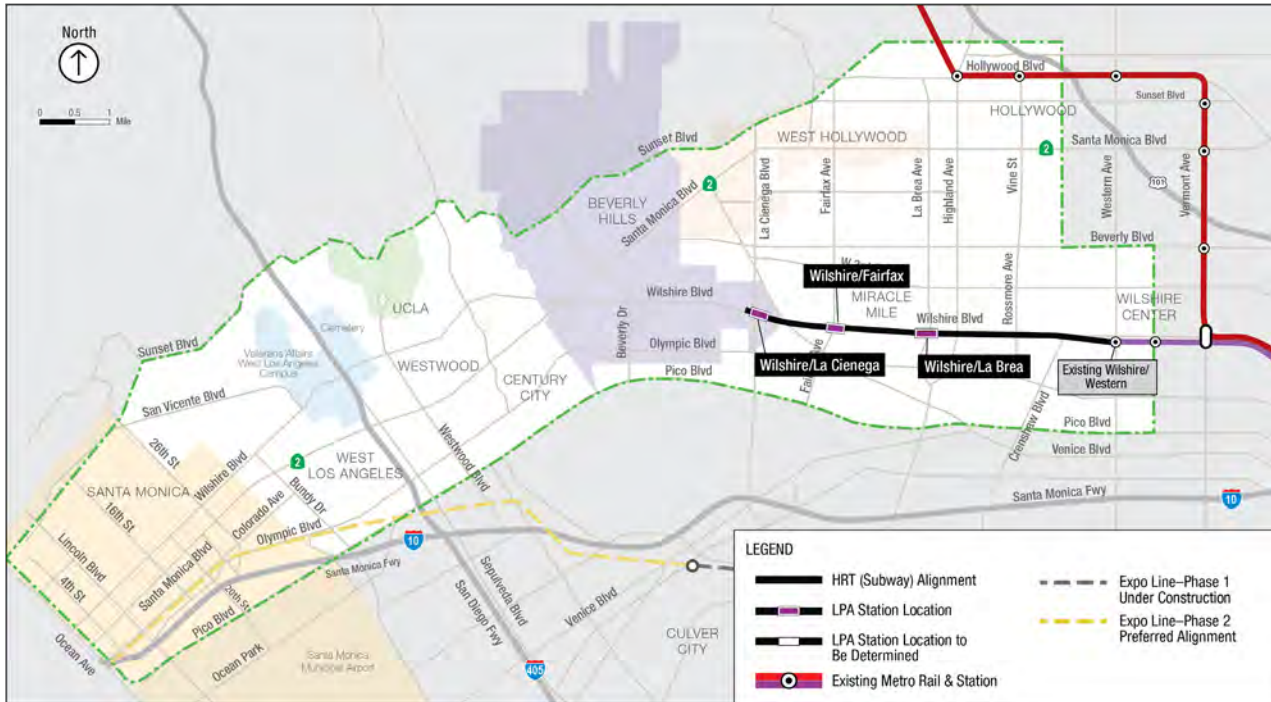 North
0 0.5 1
Mile
Hollywood Blvd
Sunset Blvd
HOLLYWOOD
Santa Monica Blvd
2
WEST HOLLYWOOD
Sunset Blvd
2
Santa Monica Blvd
BEVERLY
HILLS
La Cienega Blvd
Fairfax Ave
La Brea Ave
Highland Ave
Vine St
Western Ave
Vermont Ave
101
Beverly Blvd
Wilshire/Fairfax
MIRACLE
MILE
Rossmore Ave
WILSHIRE
CENTER
Wilshire Blvd
Wilshire Blvd
UCLA
Cemetery
Beverly Dr
Olympic Blvd
Sunset Blvd
Veterans Affairs
West Los Angeles
Campus
WESTWOOD
CENTURY
CITY
Pico Blvd
Wilshire/La Cienega
Wilshire/La Brea
Existing Wilshire/
Western
San Vicente Blvd
Crenshaw Blvd
Pico Blvd
Venice Blvd
26th St
Wilshire Blvd
2
WEST
LOS ANGELES
Westwood Blvd
SANTA MONICA
16th St
Colorado Ave
Bundy Dr
Santa Monica Fwy
10
Olympic Blvd
10
Lincoln Blvd
Santa Monica Blvd
4th St
20th St
Santa Monica Fwy
Pico Blvd
Sepulveda Blvd
San Diego Fwy
Venice Blvd
Ocean Ave
Ocean Park
Santa Monica
Municipal Airport
CULVER
CITY
405
LEGEND
HRT (Subway) Alignment
LPA Station Location
LPA Station Location to
Be Determined
Existing Metro Rail & Station
Expo Line–Phase 1
Under Construction
Expo Line–Phase 2
Preferred Alignment